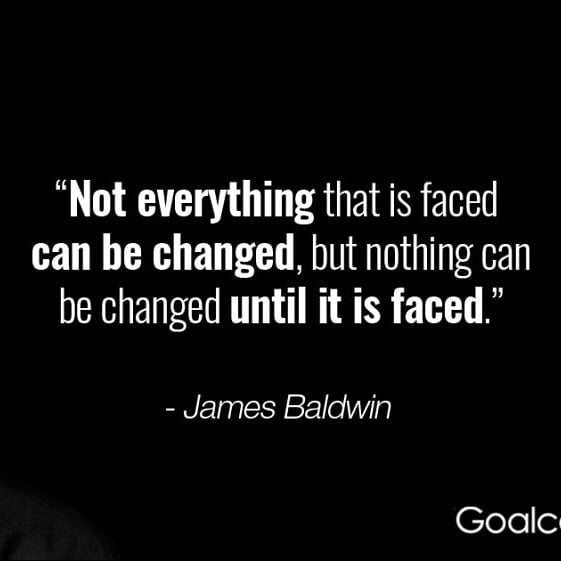 “Not everything that is faced
can be changed, but nothing can
be changed until it is faced.”
- James Baldwin